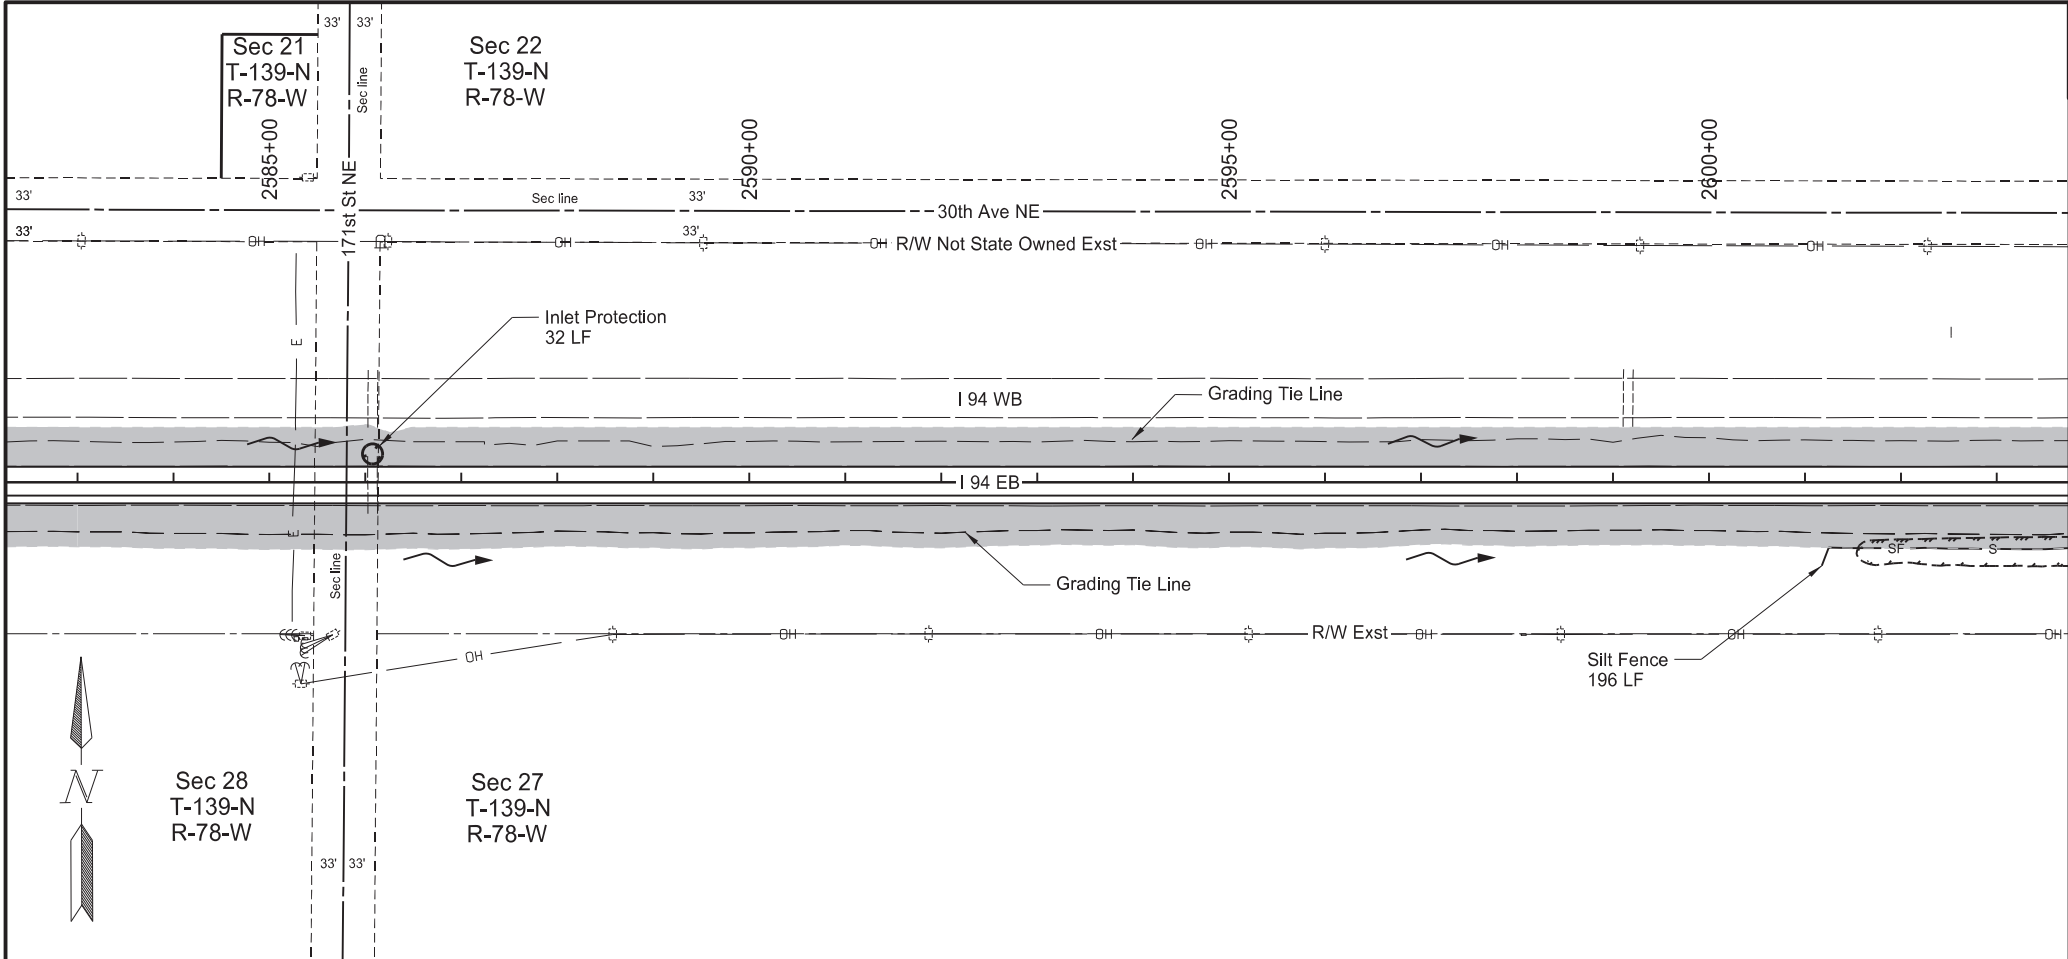 33' 33'
Sec 21
T-139-N
R-78-W
Sec line
Sec 22
T-139-N
R-78-W
2585+00
2590+00
2595+00
2600+00
171st St NE
33'
Sec line
33'
30th Ave NE
33'
OH
OH
33'
OH
R/W Not State Owned Exst
OH
OH
OH
E
Inlet Protection
32 LF
I 94 WB
Grading Tie Line
I 94 EB
E
SF
S
Sec line
Grading Tie Line
OH
OH
OH
R/W Exst
OH
OH
OH
Silt Fence
196 LF
N
Sec 28
T-139-N
R-78-W
Sec 27
T-139-N
R-78-W
33' 33'